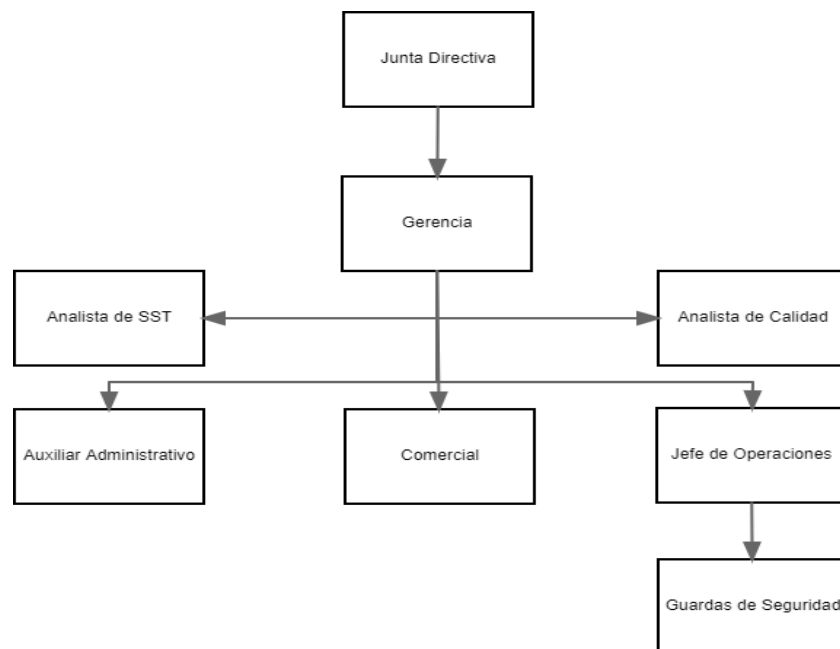 Junta Directiva
Gerencia
Analista de SST
Analista de Calidad
Auxiliar Administrativo
Comercial
Jefe de Operaciones
Guardas de Seguridad